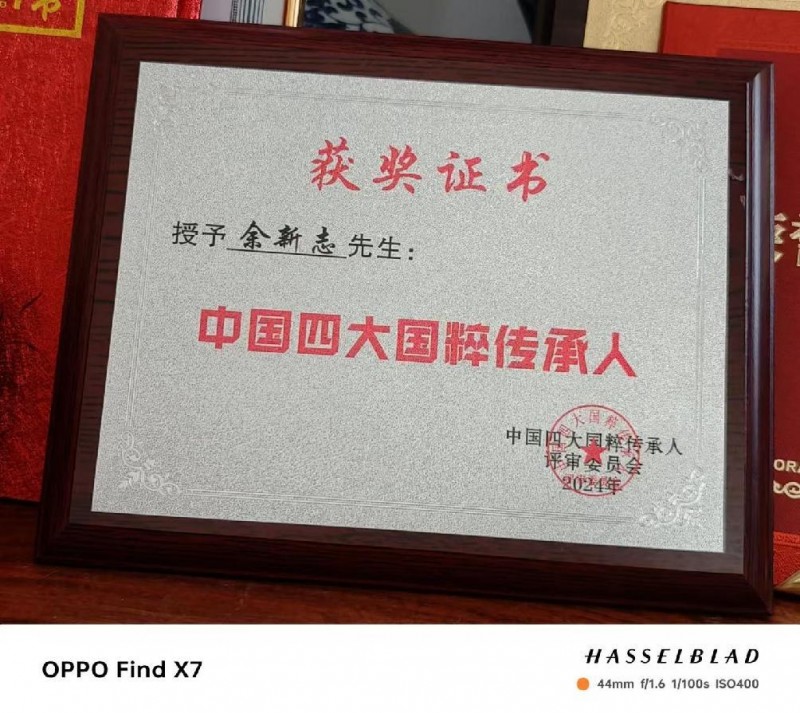 获奖证书
授予 余新志 先生：
中国四大国粹传承人
中国四大国粹传承人
评审委员会
2024年
OPPO Find X7
HASSELBLAD
44mm f/1.6 1/100s ISO400